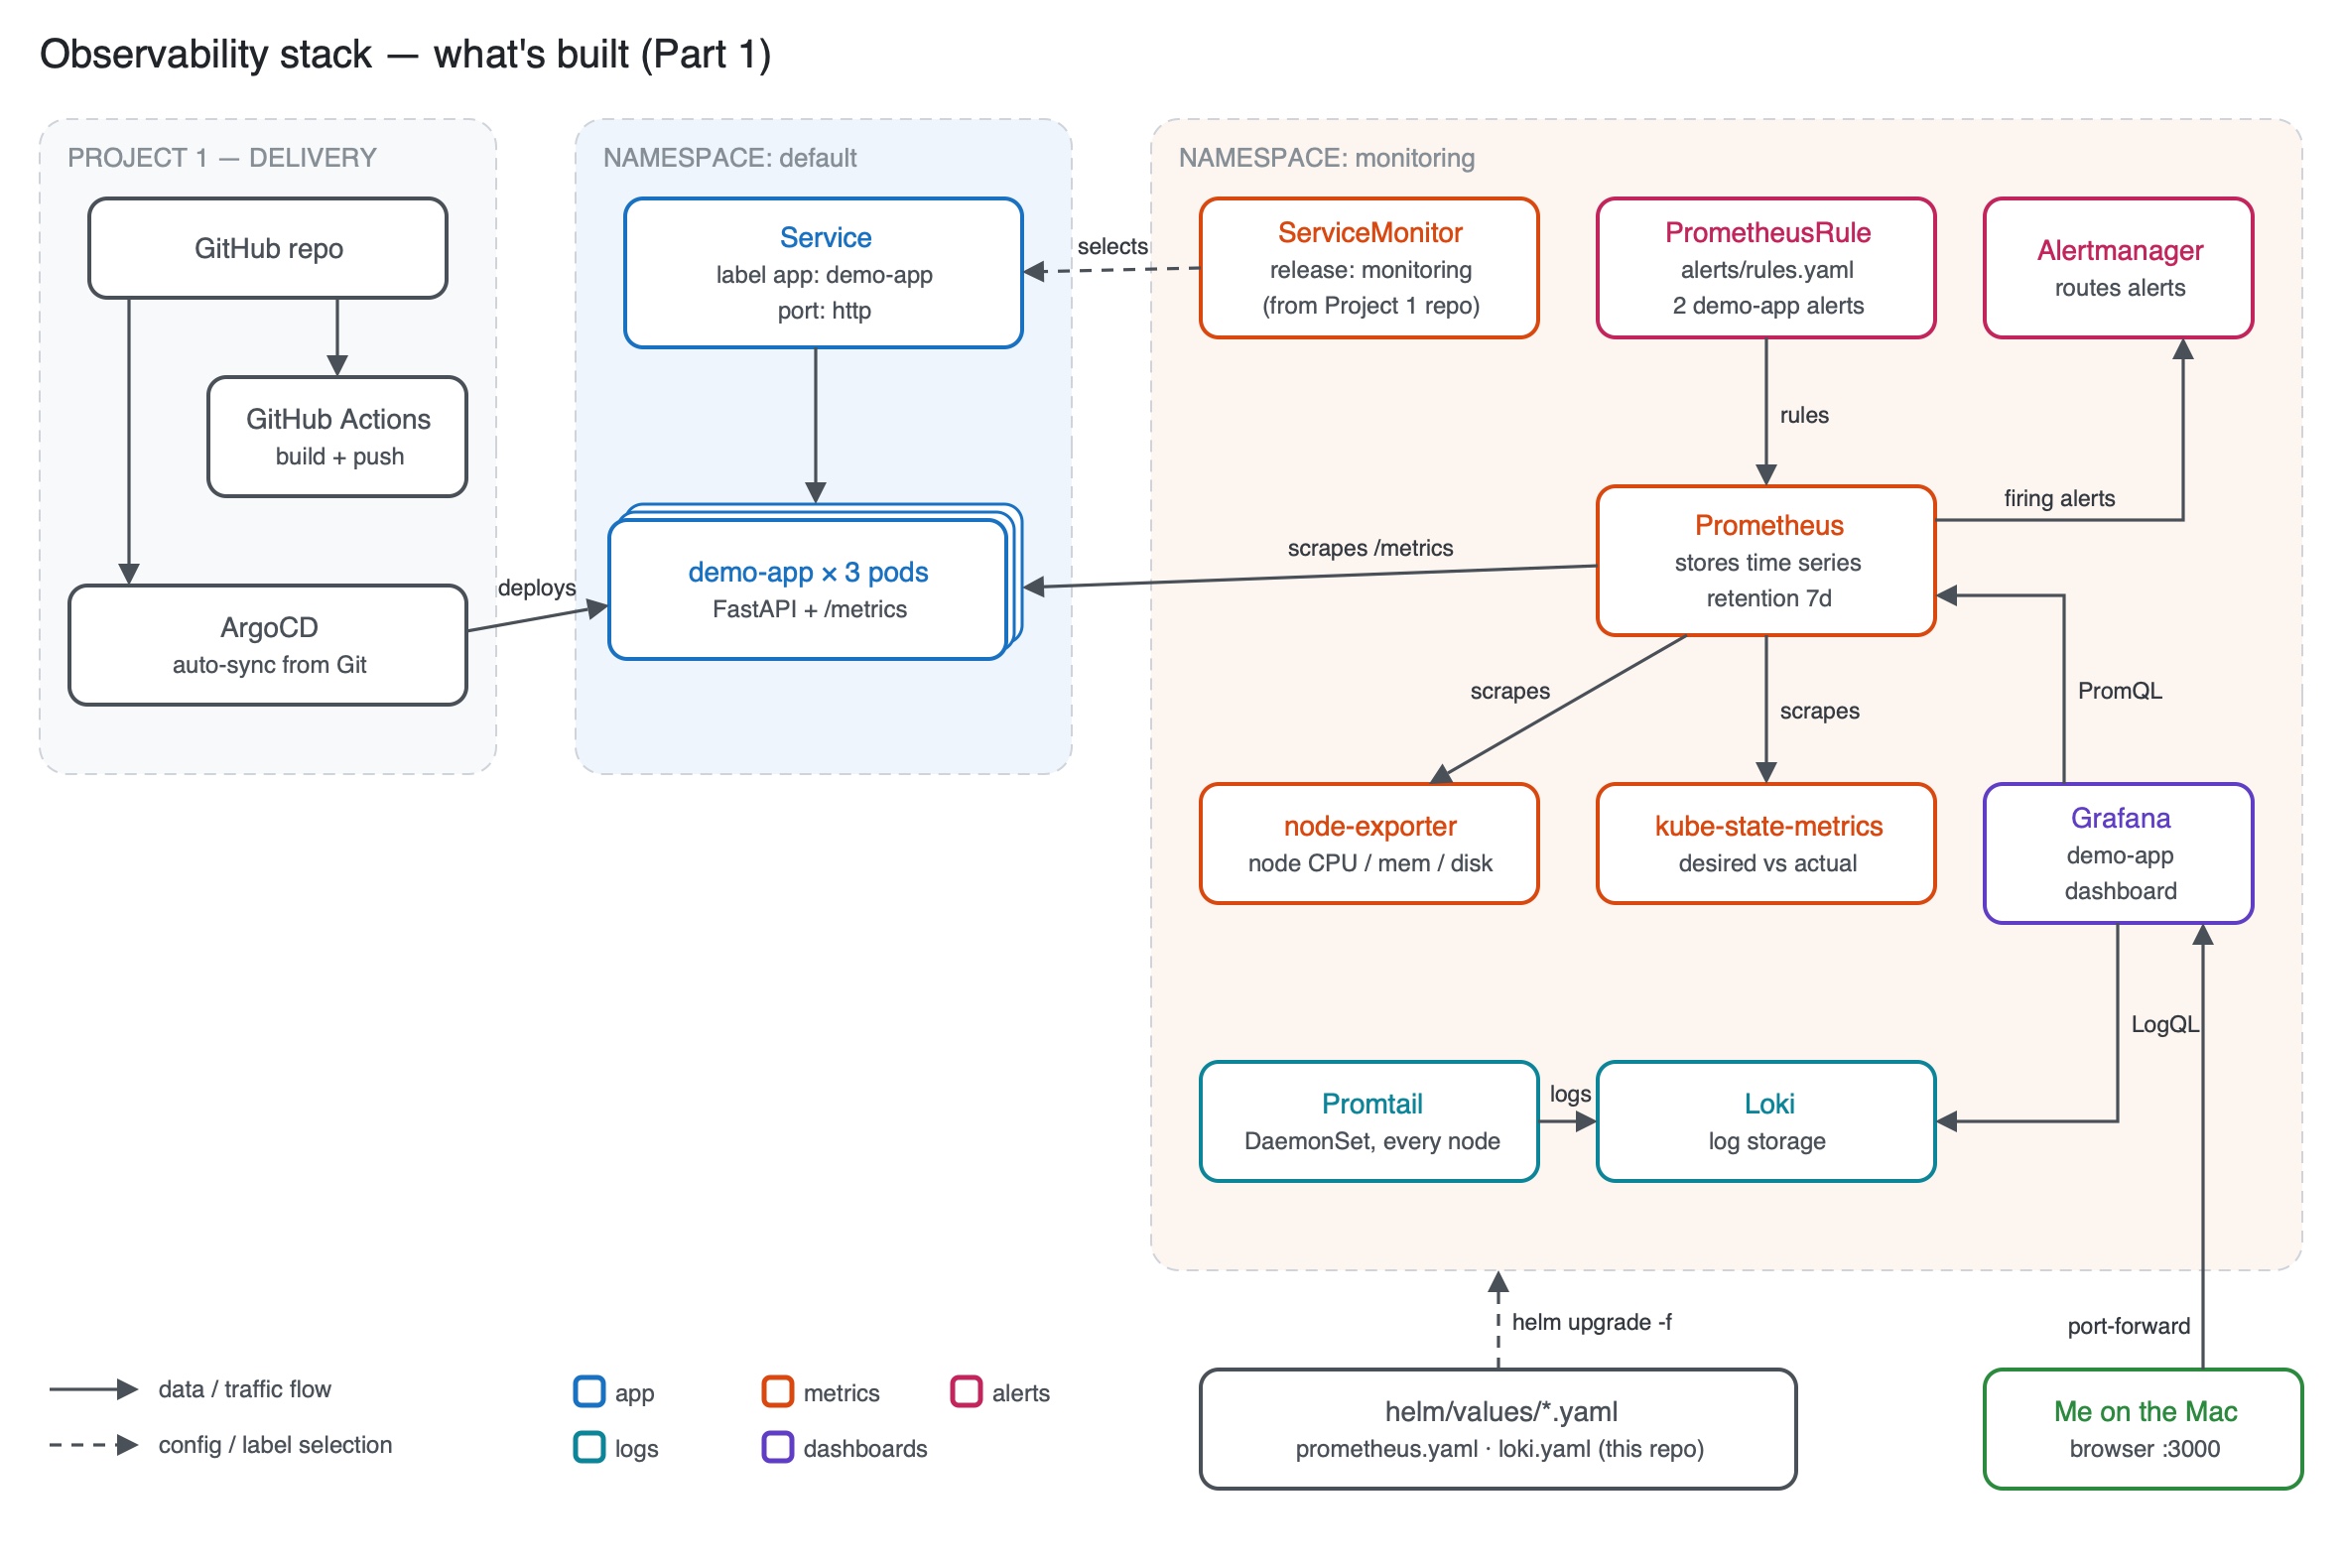 Observability stack — what's built (Part 1)
PROJECT 1 — DELIVERY
GitHub repo
GitHub Actions
build + push
ArgoCD
auto-sync from Git
deploys
NAMESPACE: default
Service
label app: demo-app
port: http
demo-app × 3 pods
FastAPI + /metrics
selects
scrapes /metrics
NAMESPACE: monitoring
ServiceMonitor
release: monitoring
(from Project 1 repo)
PrometheusRule
alerts/rules.yaml
2 demo-app alerts
Alertmanager
routes alerts
rules
firing alerts
Prometheus
stores time series
retention 7d
scrapes
scrapes
PromQL
node-exporter
node CPU / mem / disk
kube-state-metrics
desired vs actual
Grafana
demo-app
dashboard
LogQL
Promtail
DaemonSet, every node
logs
Loki
log storage
helm upgrade -f
port-forward
helm/values/*.yaml
prometheus.yaml · loki.yaml (this repo)
Me on the Mac
browser :3000
data / traffic flow
config / label selection
app
metrics
alerts
logs
dashboards